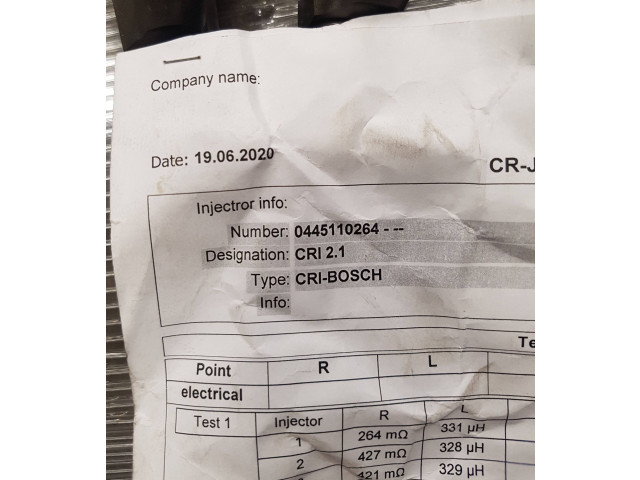 Company name:
Date: 19.06.2020
CR-J
Injectror info:
Number: 0445110264 - --
Designation: CRI 2.1
Type: CRI-BOSCH
Info:
Te
Point R L
electrical
Test 1 Injector R L
1 264 mΩ 331 µH
2 427 mΩ 328 µH
421 mΩ 329 µH